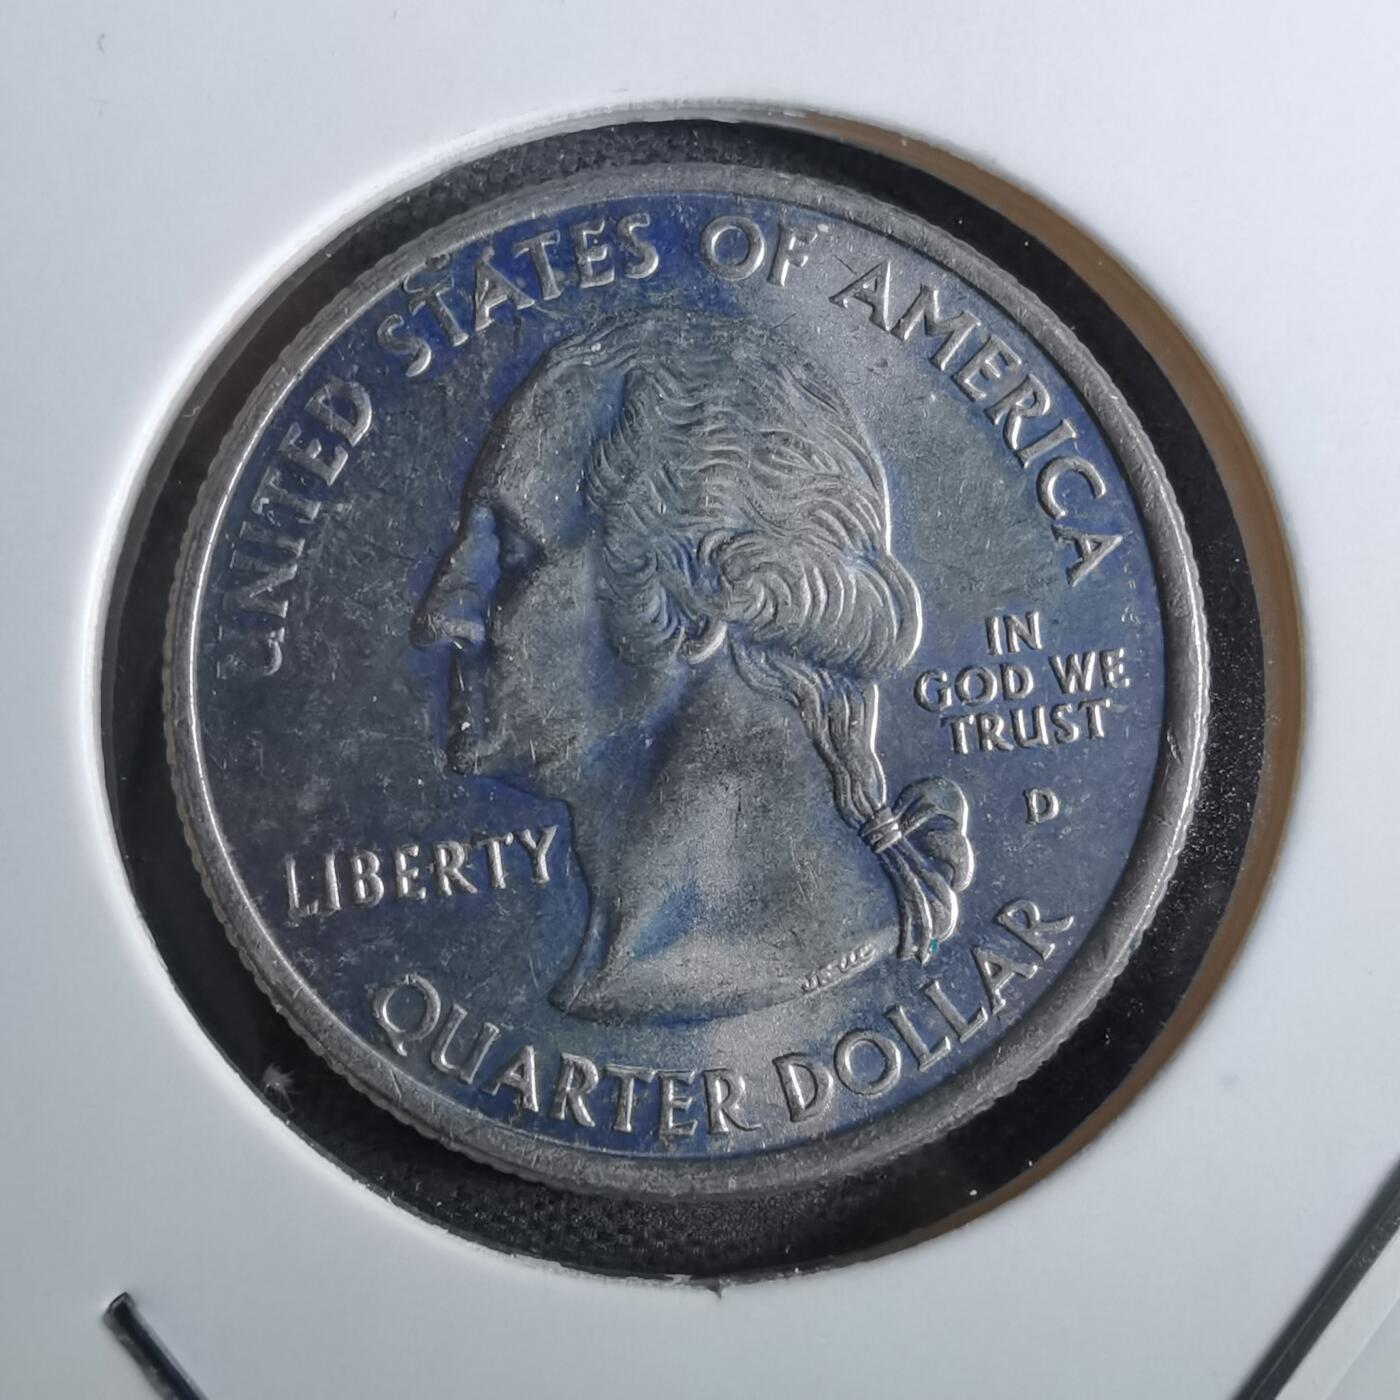 UNITED STATES OF AMERICA
LIBERTY
IN
GOD WE
TRUST
D
QUARTER DOLLAR